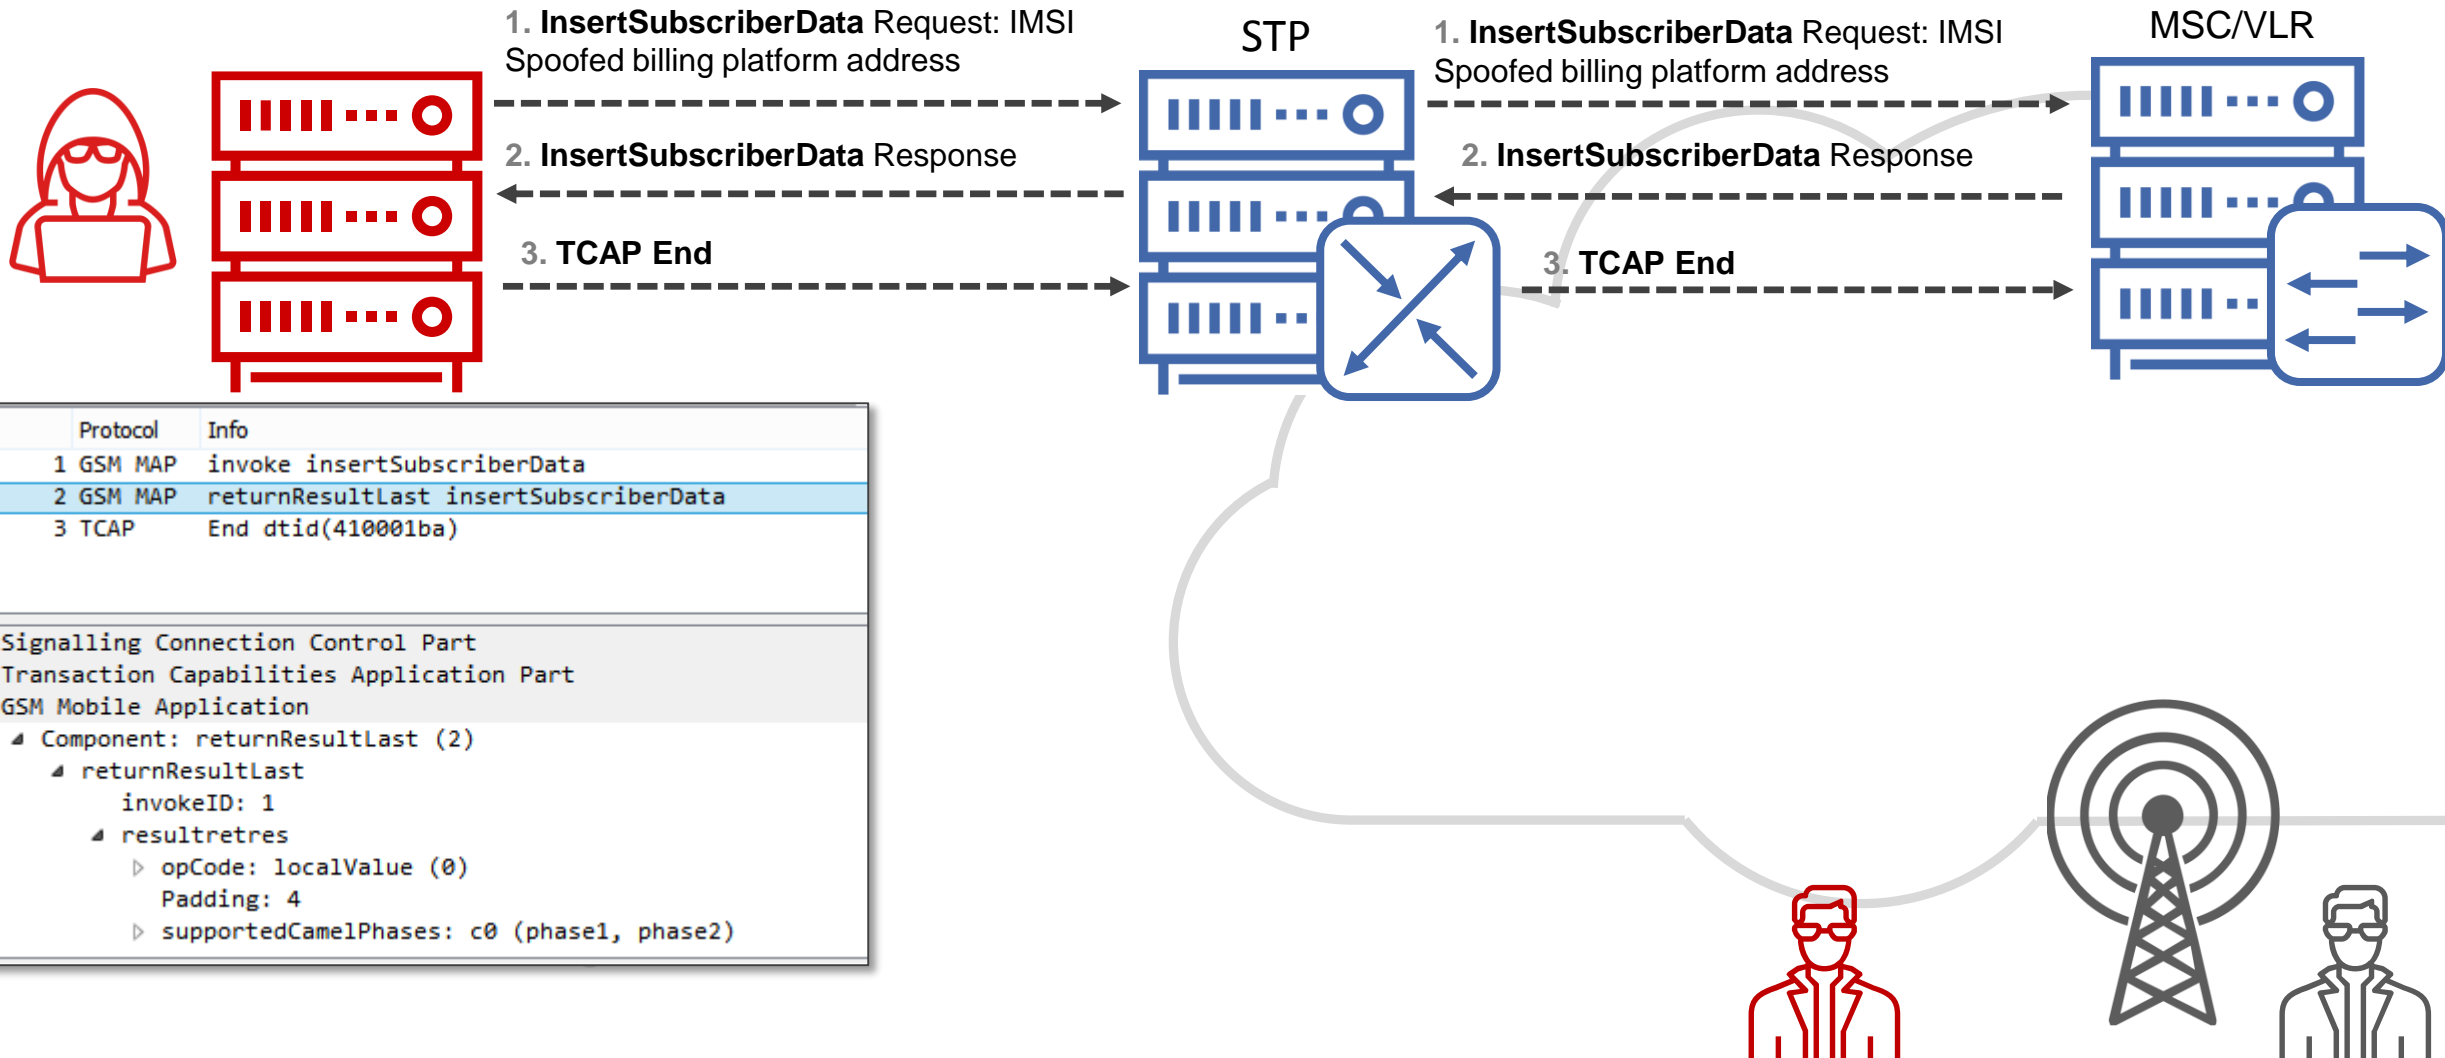 1. InsertSubscriberData Request: IMSI
Spoofed billing platform address
STP
1. InsertSubscriberData Request: IMSI
Spoofed billing platform address
MSC/VLR
2. InsertSubscriberData Response
2. InsertSubscriberData Response
3. TCAP End
3. TCAP End
Protocol Info
1 GSM MAP invoke insertSubscriberData
2 GSM MAP returnResultLast insertSubscriberData
3 TCAP End dtid(410001ba)
Signalling Connection Control Part
Transaction Capabilities Application Part
GSM Mobile Application
Component: returnResultLast (2)
returnResultLast
invokeID: 1
resultretres
opCode: localValue (0)
Padding: 4
supportedCamelPhases: c0 (phase1, phase2)